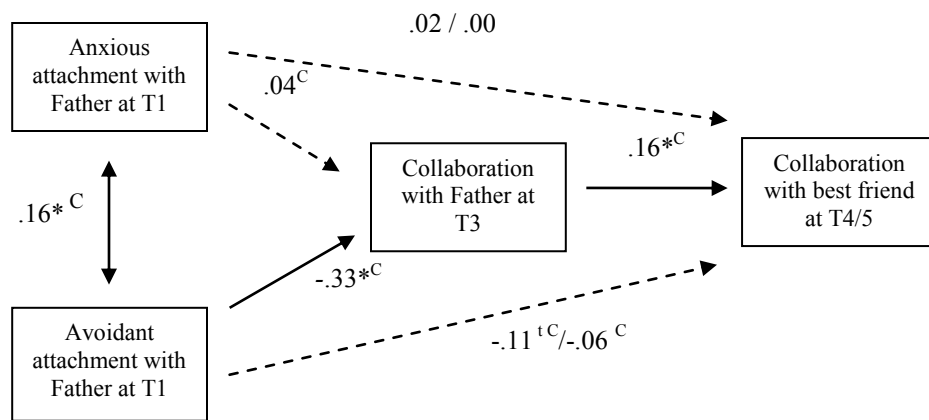 .02 / .00
Anxious
attachment with
Father at T1
.04C
Collaboration
with Father at
T3
.16*C
Collaboration
with best friend
at T4/5
.16* C
-.33*C
Avoidant
attachment with
Father at T1
-.11 t C/-.06 C